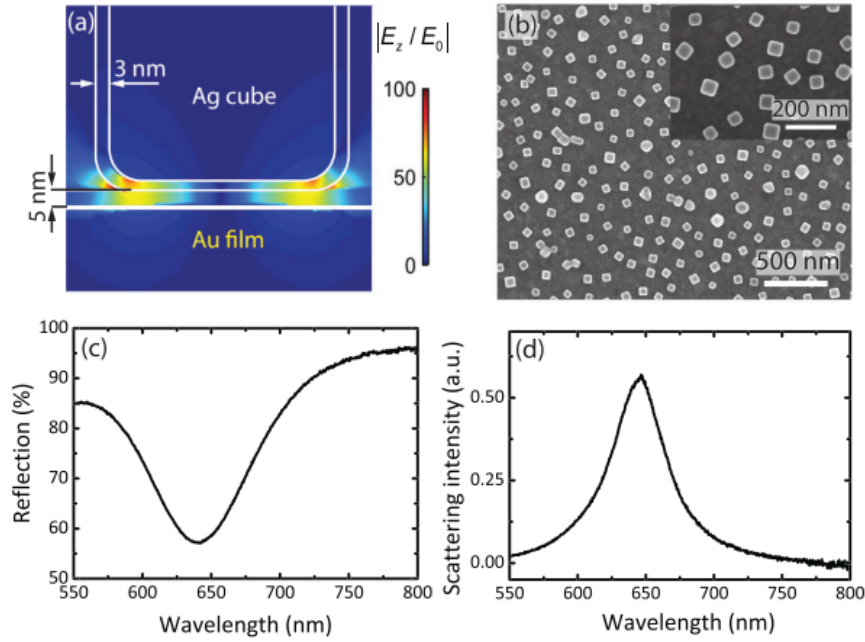 (a)
|E_z / E_0|
3 nm
Ag cube
100
50
0
5 nm
Au film
(b)
200 nm
500 nm
(c)
Reflection (%)
100
90
80
70
60
50
550 600 650 700 750 800
Wavelength (nm)
(d)
Scattering intensity (a.u.)
0.50
0.25
0.00
550 600 650 700 750 800
Wavelength (nm)